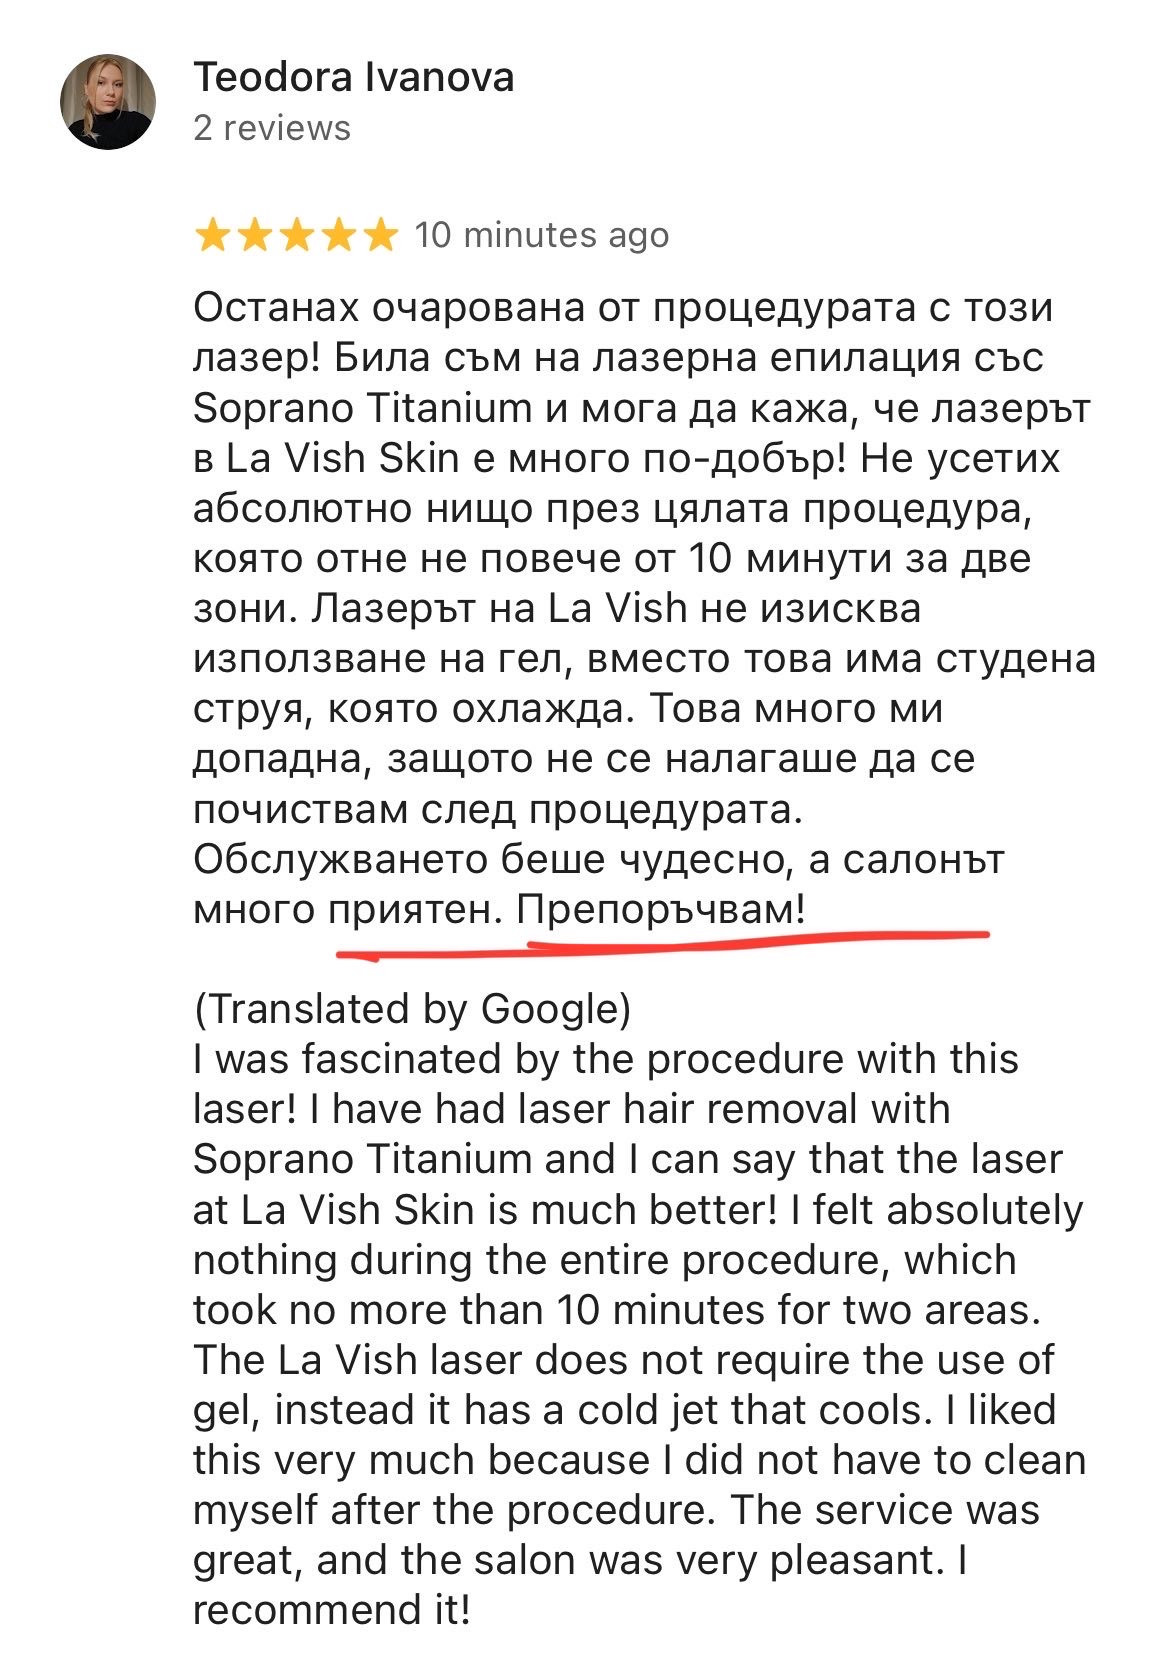 Teodora Ivanova
2 reviews
10 minutes ago
Останах очарована от процедурата с този
лазер! Била съм на лазерна епилация със
Soprano Titanium и мога да кажа, че лазерът
в La Vish Skin е много по-добър! Не усетих
абсолютно нищо през цялата процедура,
която отне не повече от 10 минути за две
зони. Лазерът на La Vish не изисква
използване на гел, вместо това има студена
струя, която охлажда. Това много ми
допадна, защото не се налагаше да се
почиствам след процедурата.
Обслужването беше чудесно, а салонът
много приятен. Препоръчвам!
(Translated by Google)
I was fascinated by the procedure with this
laser! I have had laser hair removal with
Soprano Titanium and I can say that the laser
at La Vish Skin is much better! I felt absolutely
nothing during the entire procedure, which
took no more than 10 minutes for two areas.
The La Vish laser does not require the use of
gel, instead it has a cold jet that cools. I liked
this very much because I did not have to clean
myself after the procedure. The service was
great, and the salon was very pleasant. I
recommend it!